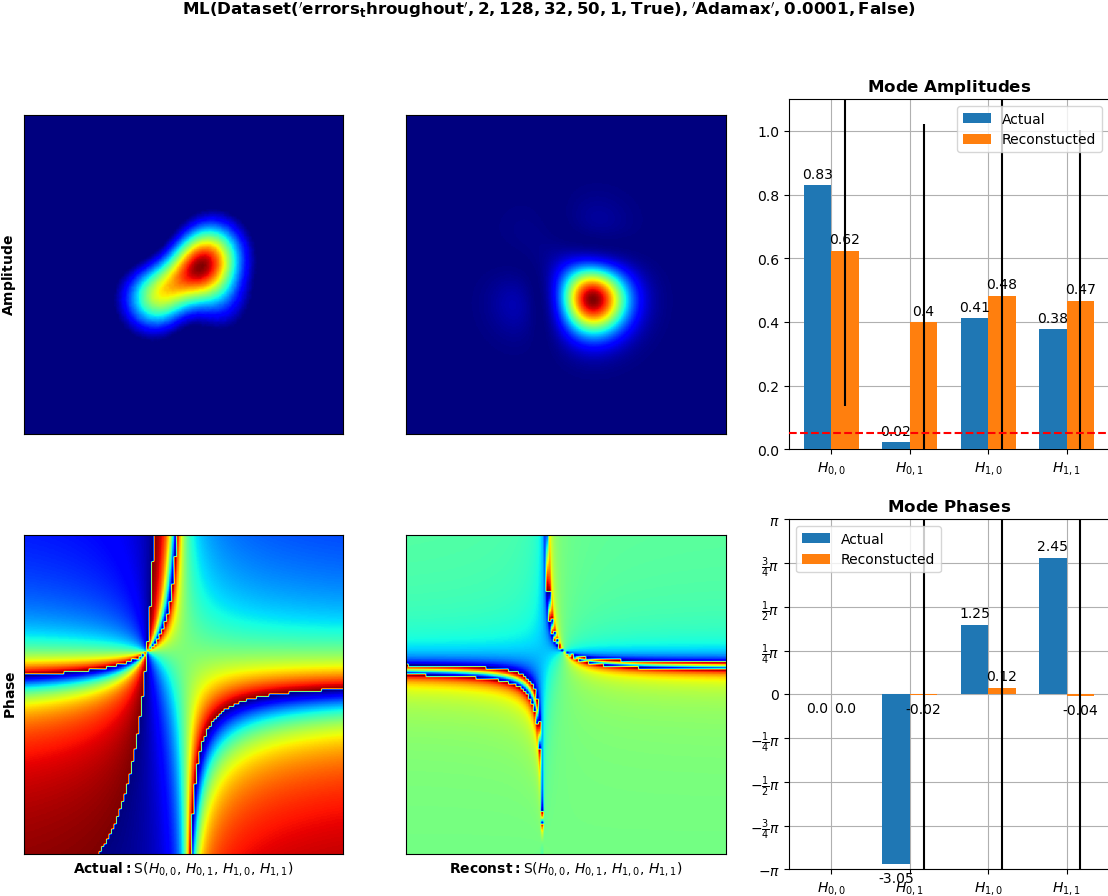 ML(Dataset('errors_throughout', 2, 128, 32, 50, 1, True), 'Adamax', 0.0001, False)
Amplitude
Mode Amplitudes
Actual
Reconstucted
1.0
0.8
0.6
0.4
0.2
0.0
0.83
0.62
0.02
0.4
0.41
0.48
0.38
0.47
H0,0
H0,1
H1,0
H1,1
Phase
Actual: S(H0,0, H0,1, H1,0, H1,1)
Reconst: S(H0,0, H0,1, H1,0, H1,1)
Mode Phases
Actual
Reconstucted
π
3/4π
1/2π
1/4π
0
−1/4π
−1/2π
−3/4π
−π
0.0
0.0
-3.05
-0.02
1.25
0.12
2.45
-0.04
H0,0
H0,1
H1,0
H1,1